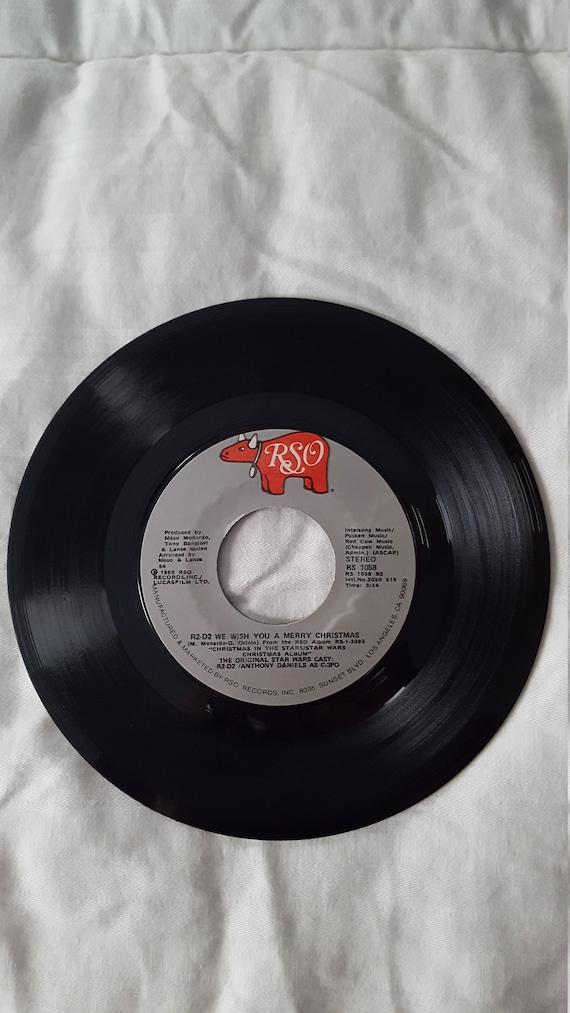 RSO
®
Produced by
Meco Monardo,
Tony Bongiovi
& Lance Quinn
Arranged by
Meco & Lance
64
℗ 1980 RSO
RECORDS, INC./
LUCASFILM LTD.
Intersong Music/
Pusken Music/
Red Cow Music
(Chappell Music,
Admin.) (ASCAP)
STEREO
RS 1058
RS 1058 BS
Intl. No. 2090 516
Time: 3:14
R2-D2 WE WISH YOU A MERRY CHRISTMAS
(M. Monardo-D. Oriolo) From the RSO Album RS-1-3093
"CHRISTMAS IN THE STARS/STAR WARS
CHRISTMAS ALBUM"
THE ORIGINAL STAR WARS CAST:
R2-D2 /ANTHONY DANIELS AS C-3PO
MANUFACTURED & MARKETED BY RSO RECORDS, INC. 8335 SUNSET BLVD. LOS ANGELES, CA. 90069